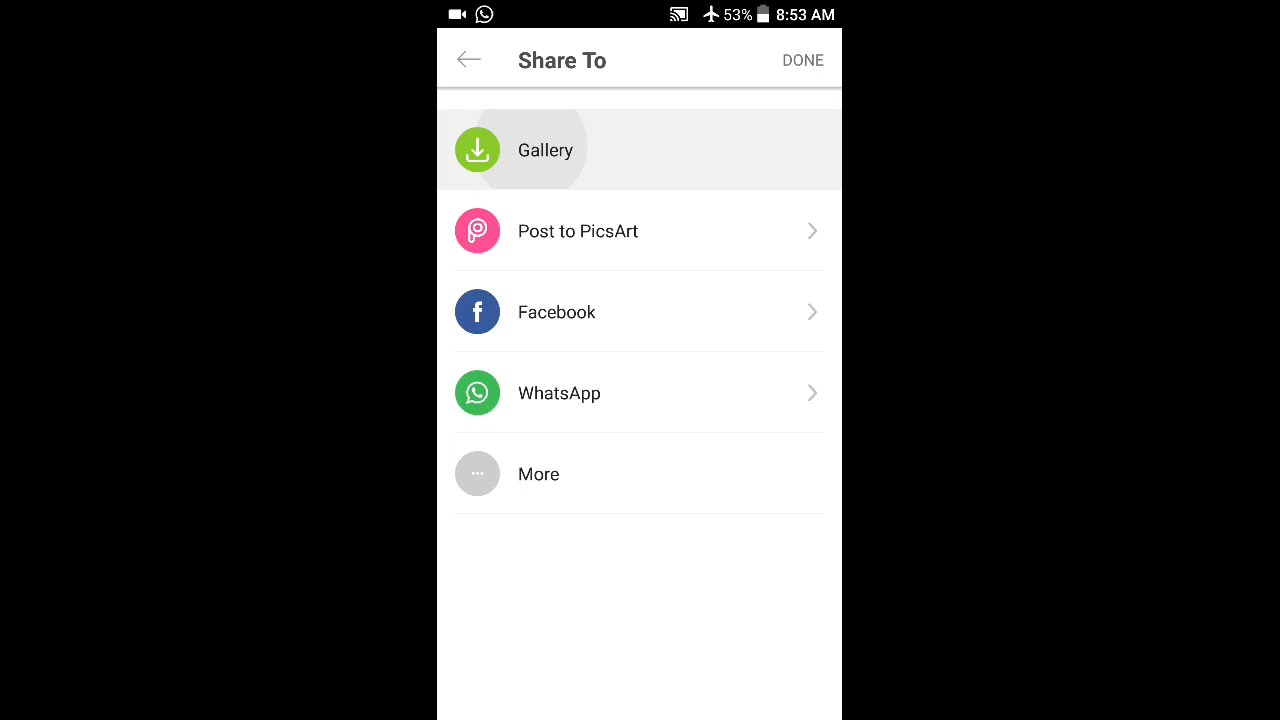 53% 8:53 AM
Share To DONE
Gallery
Post to PicsArt
Facebook
WhatsApp
More